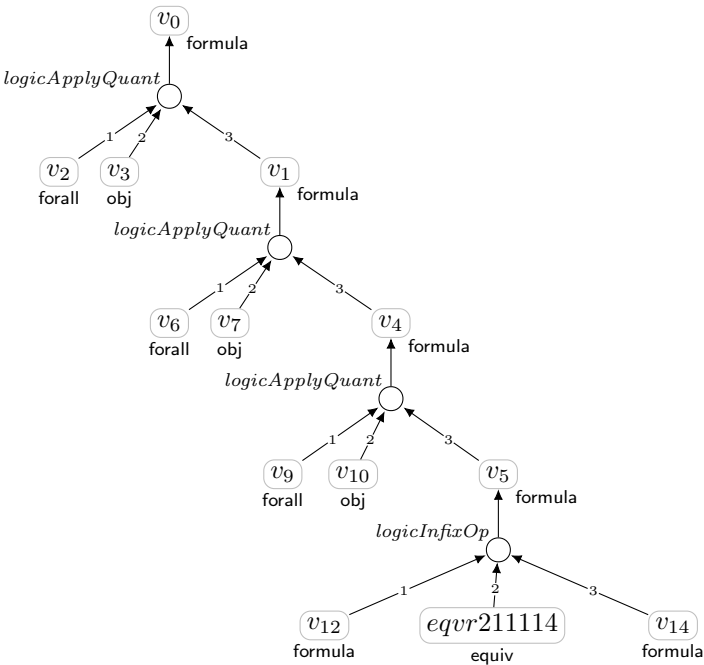 v0
formula
logicApplyQuant
1 2 3
v2 v3 v1
forall obj formula
logicApplyQuant
1 2 3
v6 v7 v4
forall obj formula
logicApplyQuant
1 2 3
v9 v10 v5
forall obj formula
logicInfixOp
1 2 3
v12 eqvr211114 v14
formula equiv formula